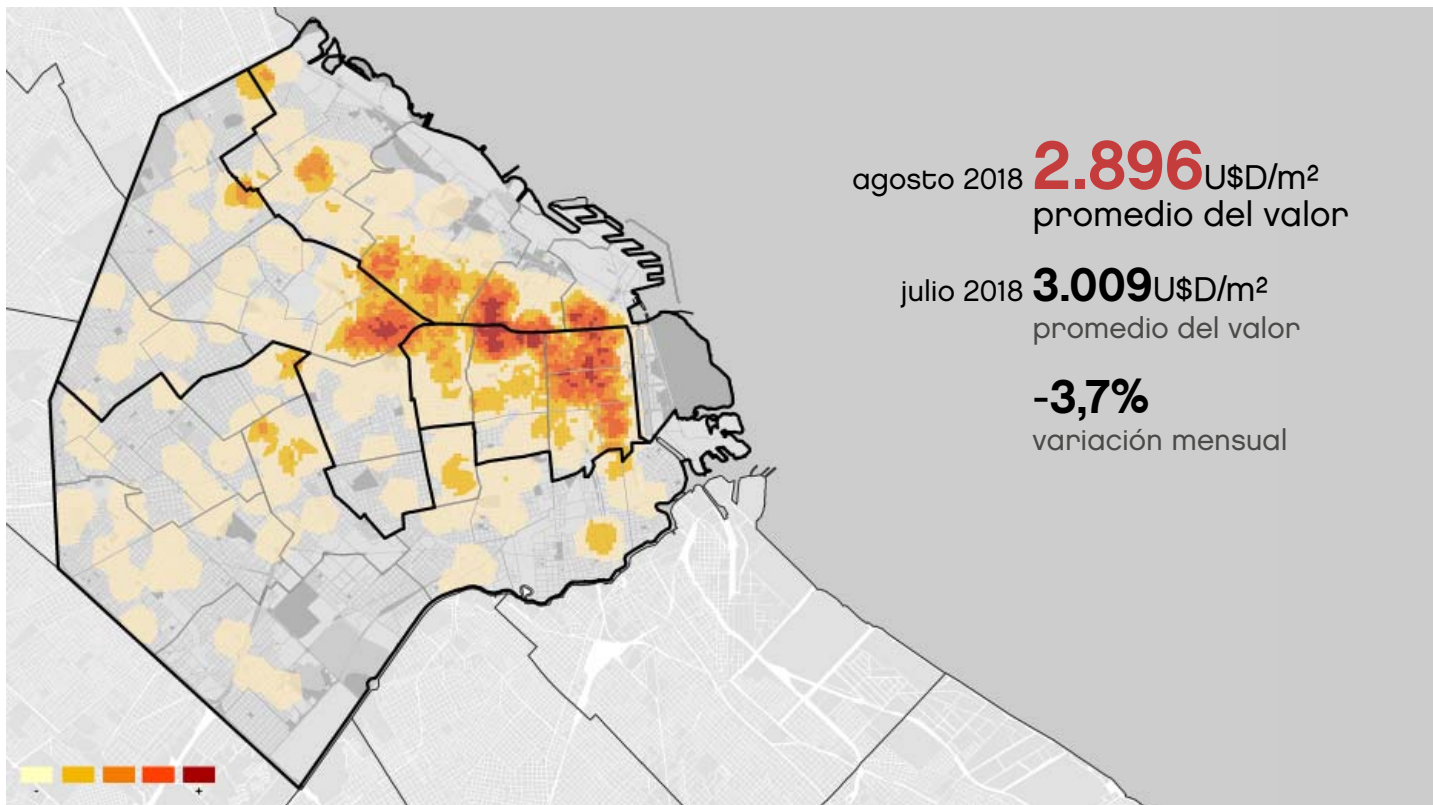 agosto 2018 2.896U$D/m²
promedio del valor
julio 2018 3.009U$D/m²
promedio del valor
-3,7%
variación mensual
- +